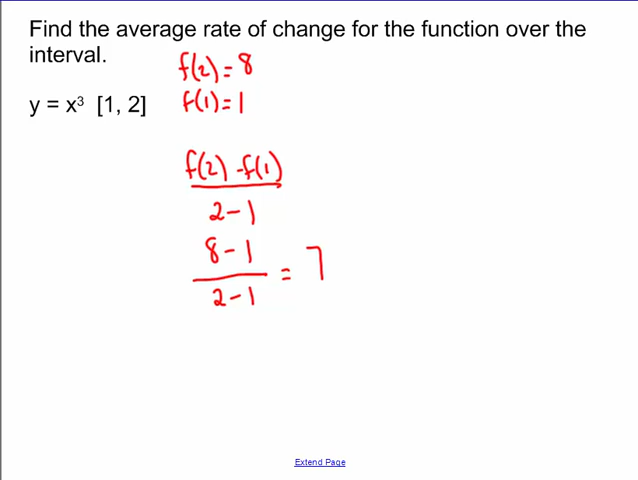 Find the average rate of change for the function over the
interval.
f(2) = 8
y = x³ [1, 2]
f(1) = 1
f(2) - f(1)
2 - 1
8 - 1
2 - 1
= 7
Extend Page